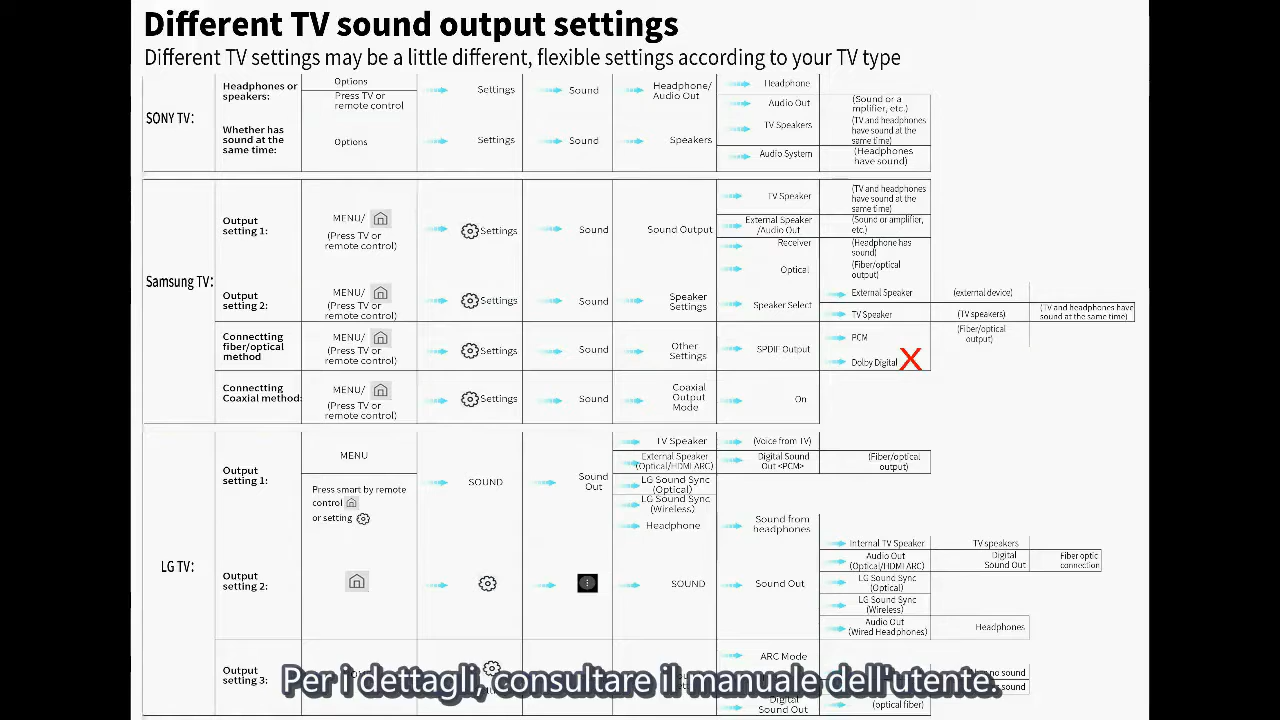 Different TV sound output settings
Different TV settings may be a little different, flexible settings according to your TV type
SONY TV:
Headphones or
speakers:
Options
Press TV or
remote control
Settings
Sound
Headphone/
Audio Out
Headphone
Audio Out
(Sound or a
mplifier, etc.)
Whether has
sound at the
same time:
Options
Settings
Sound
Speakers
TV Speakers
(TV and headphones
have sound at the
same time)
Audio System
(Headphones
have sound)
Samsung TV:
Output
setting 1:
MENU/
(Press TV or
remote control)
Settings
Sound
Sound Output
TV Speaker
(TV and headphones
have sound at the
same time)
External Speaker
/Audio Out
(Sound or amplifier,
etc.)
Receiver
(Headphone has
sound)
Optical
(Fiber/optical
output)
Output
setting 2:
MENU/
(Press TV or
remote control)
Settings
Sound
Speaker
Settings
Speaker Select
External Speaker
(external device)
TV Speaker
(TV speakers)
(TV and headphones have
sound at the same time)
Connectting
fiber/optical
method
MENU/
(Press TV or
remote control)
Settings
Sound
Other
Settings
SPDIF Output
PCM
(Fiber/optical
output)
Dolby Digital
X
Connectting
Coaxial method:
MENU/
(Press TV or
remote control)
Settings
Sound
Coaxial
Output
Mode
On
LG TV:
Output
setting 1:
MENU
Press smart by remote
control
or setting
SOUND
Sound
Out
TV Speaker
(Voice from TV)
External Speaker
(Optical/HDMI ARC)
Digital Sound
Out <PCM>
(Fiber/optical
output)
LG Sound Sync
(Optical)
LG Sound Sync
(Wireless)
Headphone
Sound from
headphones
Output
setting 2:
SOUND
Sound Out
Internal TV Speaker
TV speakers
Audio Out
(Optical/HDMI ARC)
Digital
Sound Out
Fiber optic
connection
LG Sound Sync
(Optical)
LG Sound Sync
(Wireless)
Audio Out
(Wired Headphones)
Headphones
Output
setting 3:
ARC Mode
no sound
sound
Digital
Sound Out
(optical fiber)
Per i dettagli, consultare il manuale dell'utente.